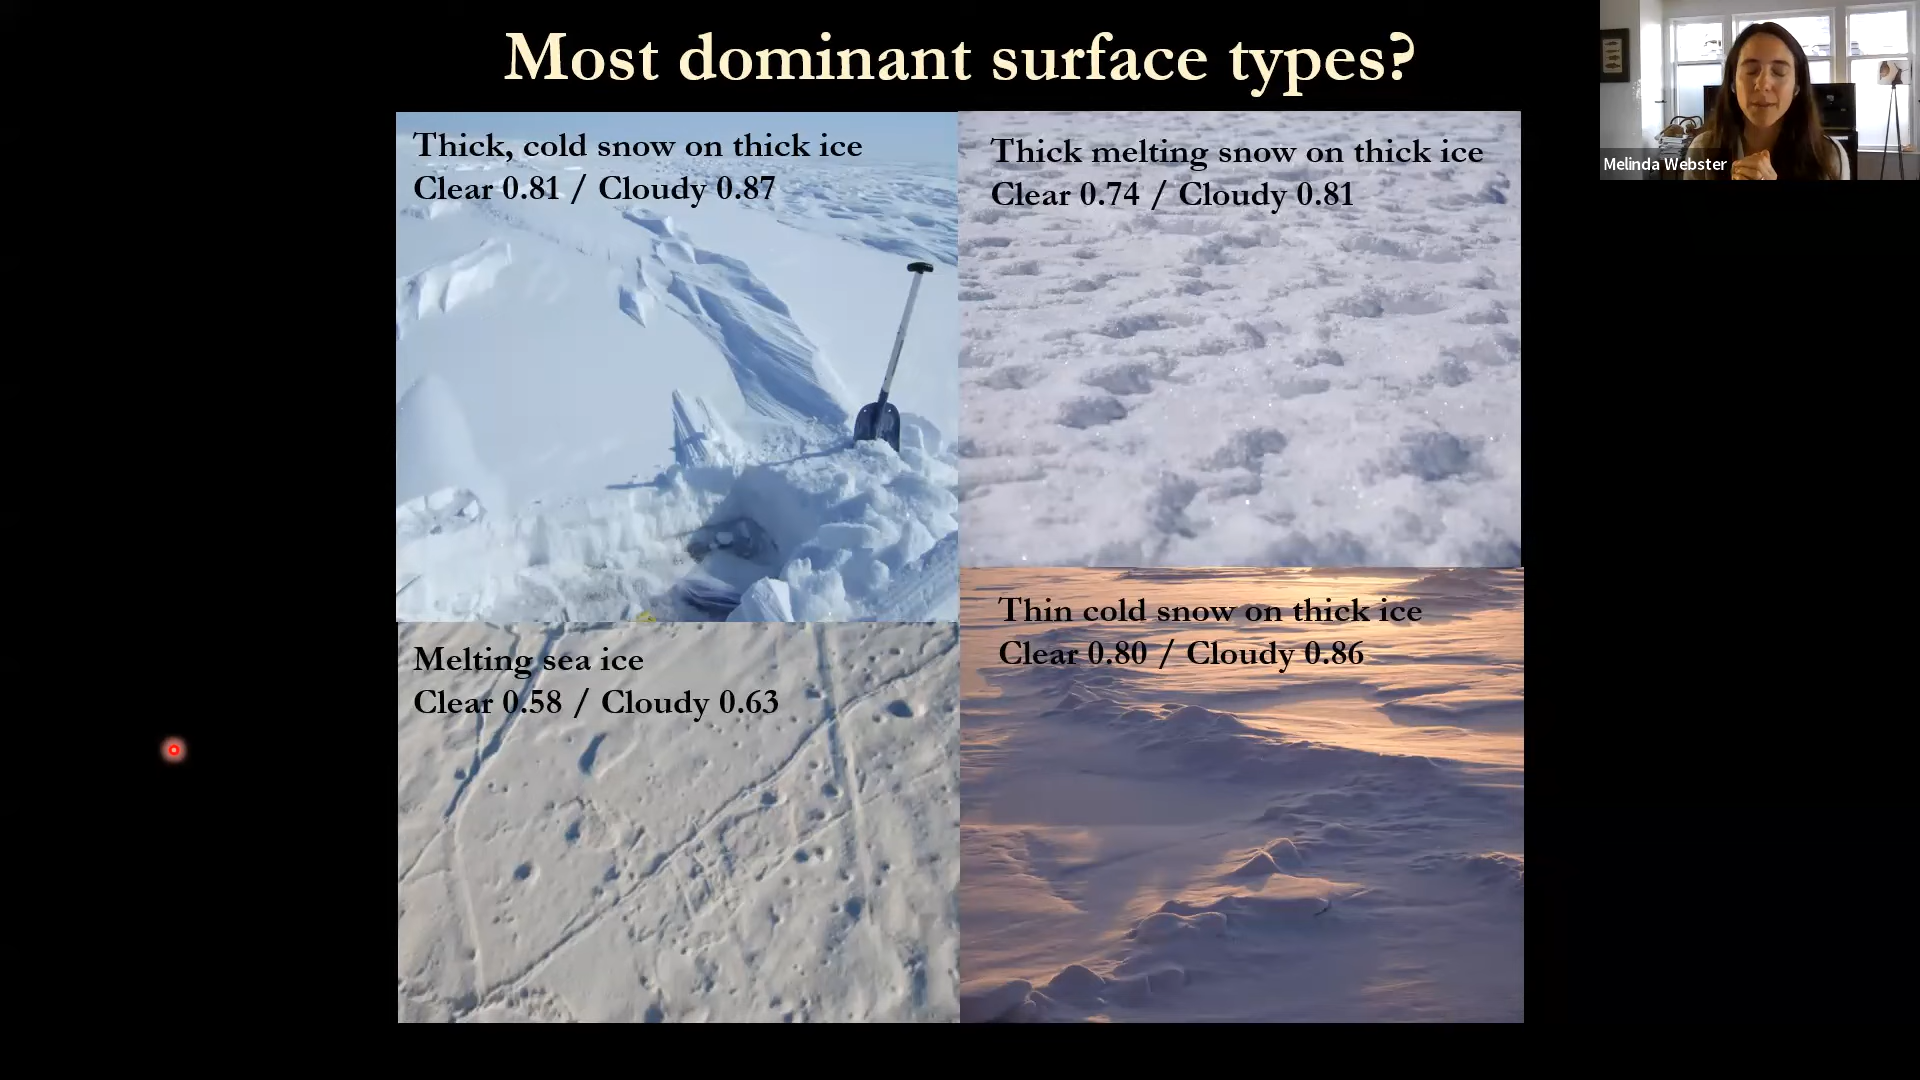 Most dominant surface types?
Thick, cold snow on thick ice
Clear 0.81 / Cloudy 0.87
Thick melting snow on thick ice
Clear 0.74 / Cloudy 0.81
Melting sea ice
Clear 0.58 / Cloudy 0.63
Thin cold snow on thick ice
Clear 0.80 / Cloudy 0.86
Melinda Webster